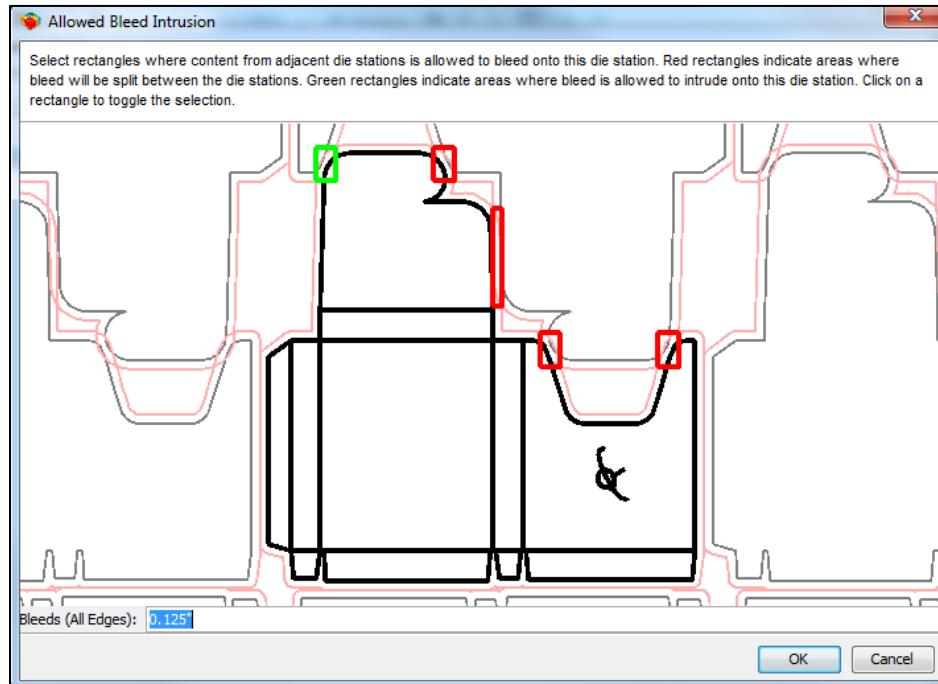 Allowed Bleed Intrusion
Select rectangles where content from adjacent die stations is allowed to bleed onto this die station. Red rectangles indicate areas where
bleed will be split between the die stations. Green rectangles indicate areas where bleed is allowed to intrude onto this die station. Click on a
rectangle to toggle the selection.
Bleeds (All Edges): 0.125"
OK Cancel